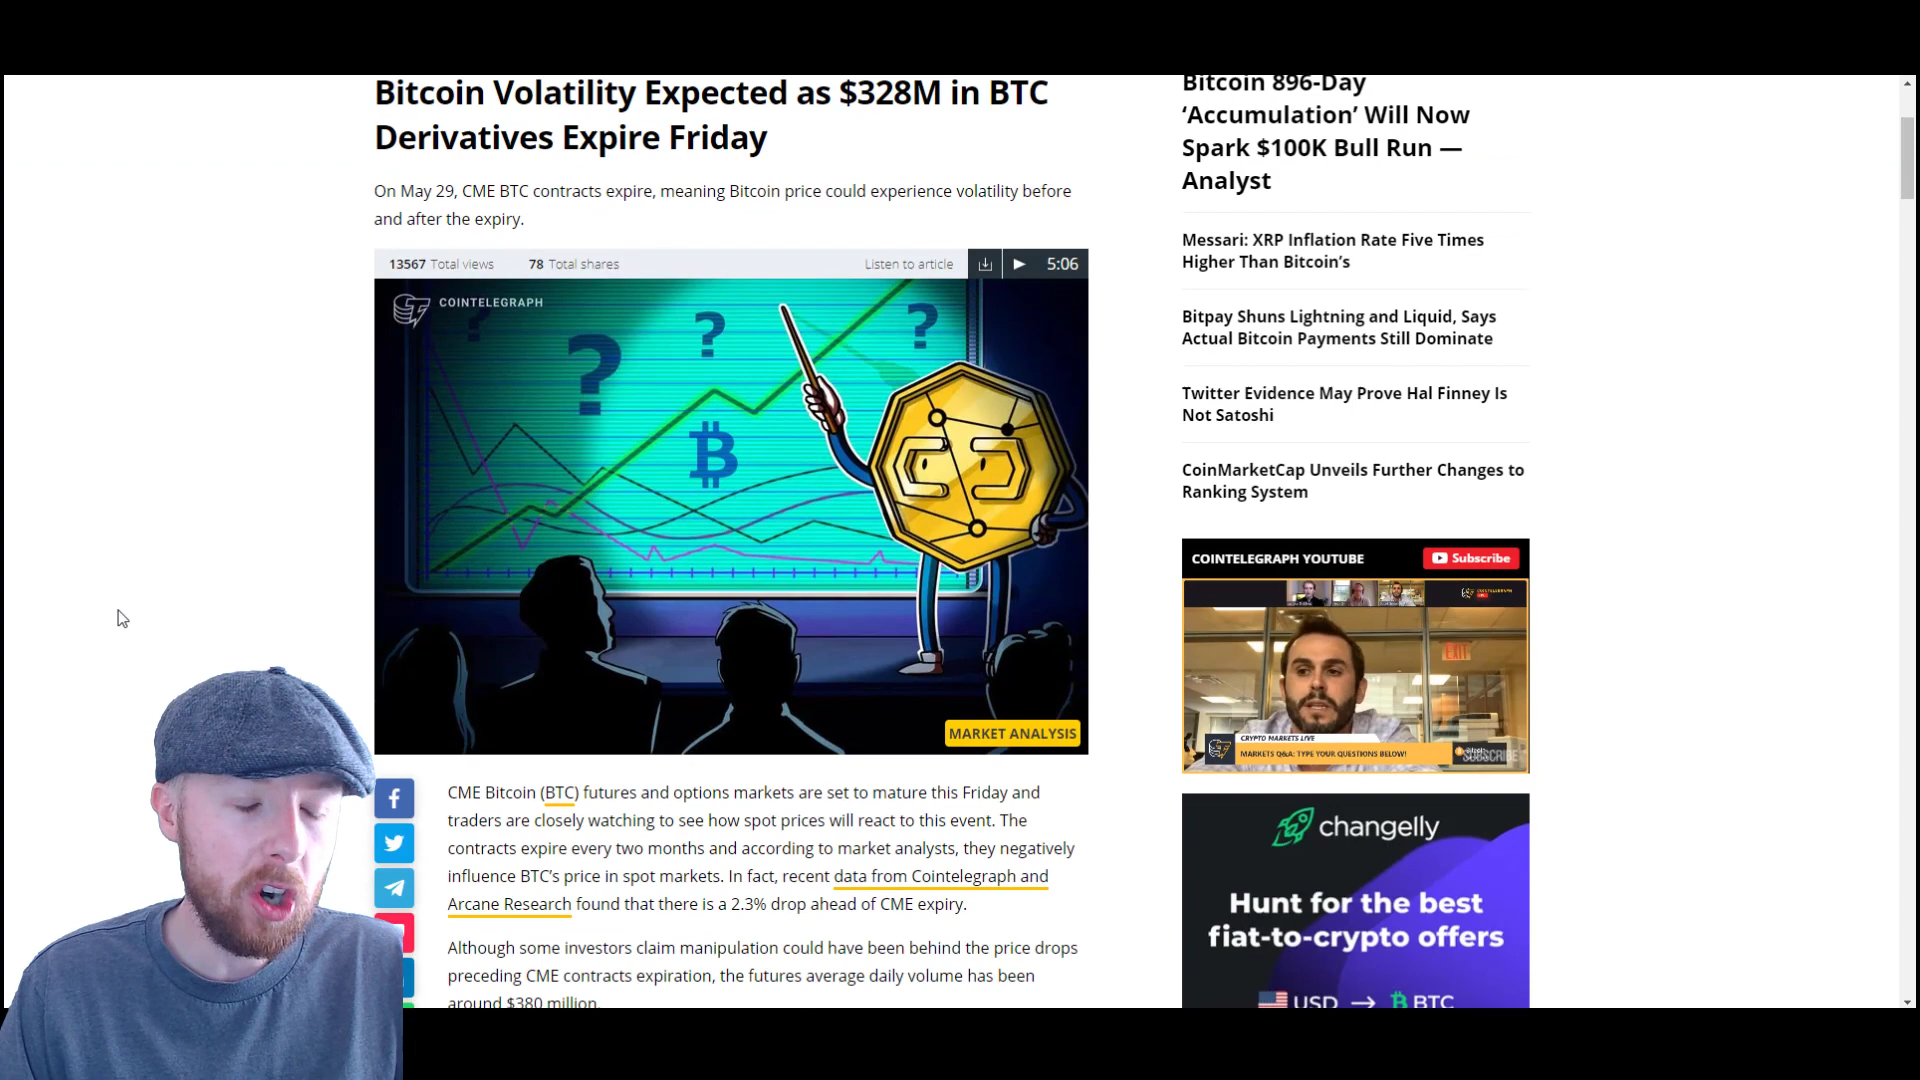 Bitcoin Volatility Expected as $328M in BTC
Derivatives Expire Friday
On May 29, CME BTC contracts expire, meaning Bitcoin price could experience volatility before
and after the expiry.
13567 Total views 78 Total shares Listen to article 5:06
COINTELEGRAPH
MARKET ANALYSIS
CME Bitcoin (BTC) futures and options markets are set to mature this Friday and
traders are closely watching to see how spot prices will react to this event. The
contracts expire every two months and according to market analysts, they negatively
influence BTC’s price in spot markets. In fact, recent data from Cointelegraph and
Arcane Research found that there is a 2.3% drop ahead of CME expiry.
Although some investors claim manipulation could have been behind the price drops
preceding CME contracts expiration, the futures average daily volume has been
around $380 million.
Bitcoin 896-Day
‘Accumulation’ Will Now
Spark $100K Bull Run —
Analyst
Messari: XRP Inflation Rate Five Times
Higher Than Bitcoin’s
Bitpay Shuns Lightning and Liquid, Says
Actual Bitcoin Payments Still Dominate
Twitter Evidence May Prove Hal Finney Is
Not Satoshi
CoinMarketCap Unveils Further Changes to
Ranking System
COINTELEGRAPH YOUTUBE Subscribe
EXIT
CRYPTO MARKETS LIVE
MARKETS Q&A: TYPE YOUR QUESTIONS BELOW!
SUBSCRIBE
changelly
Hunt for the best
fiat-to-crypto offers
USD → BTC